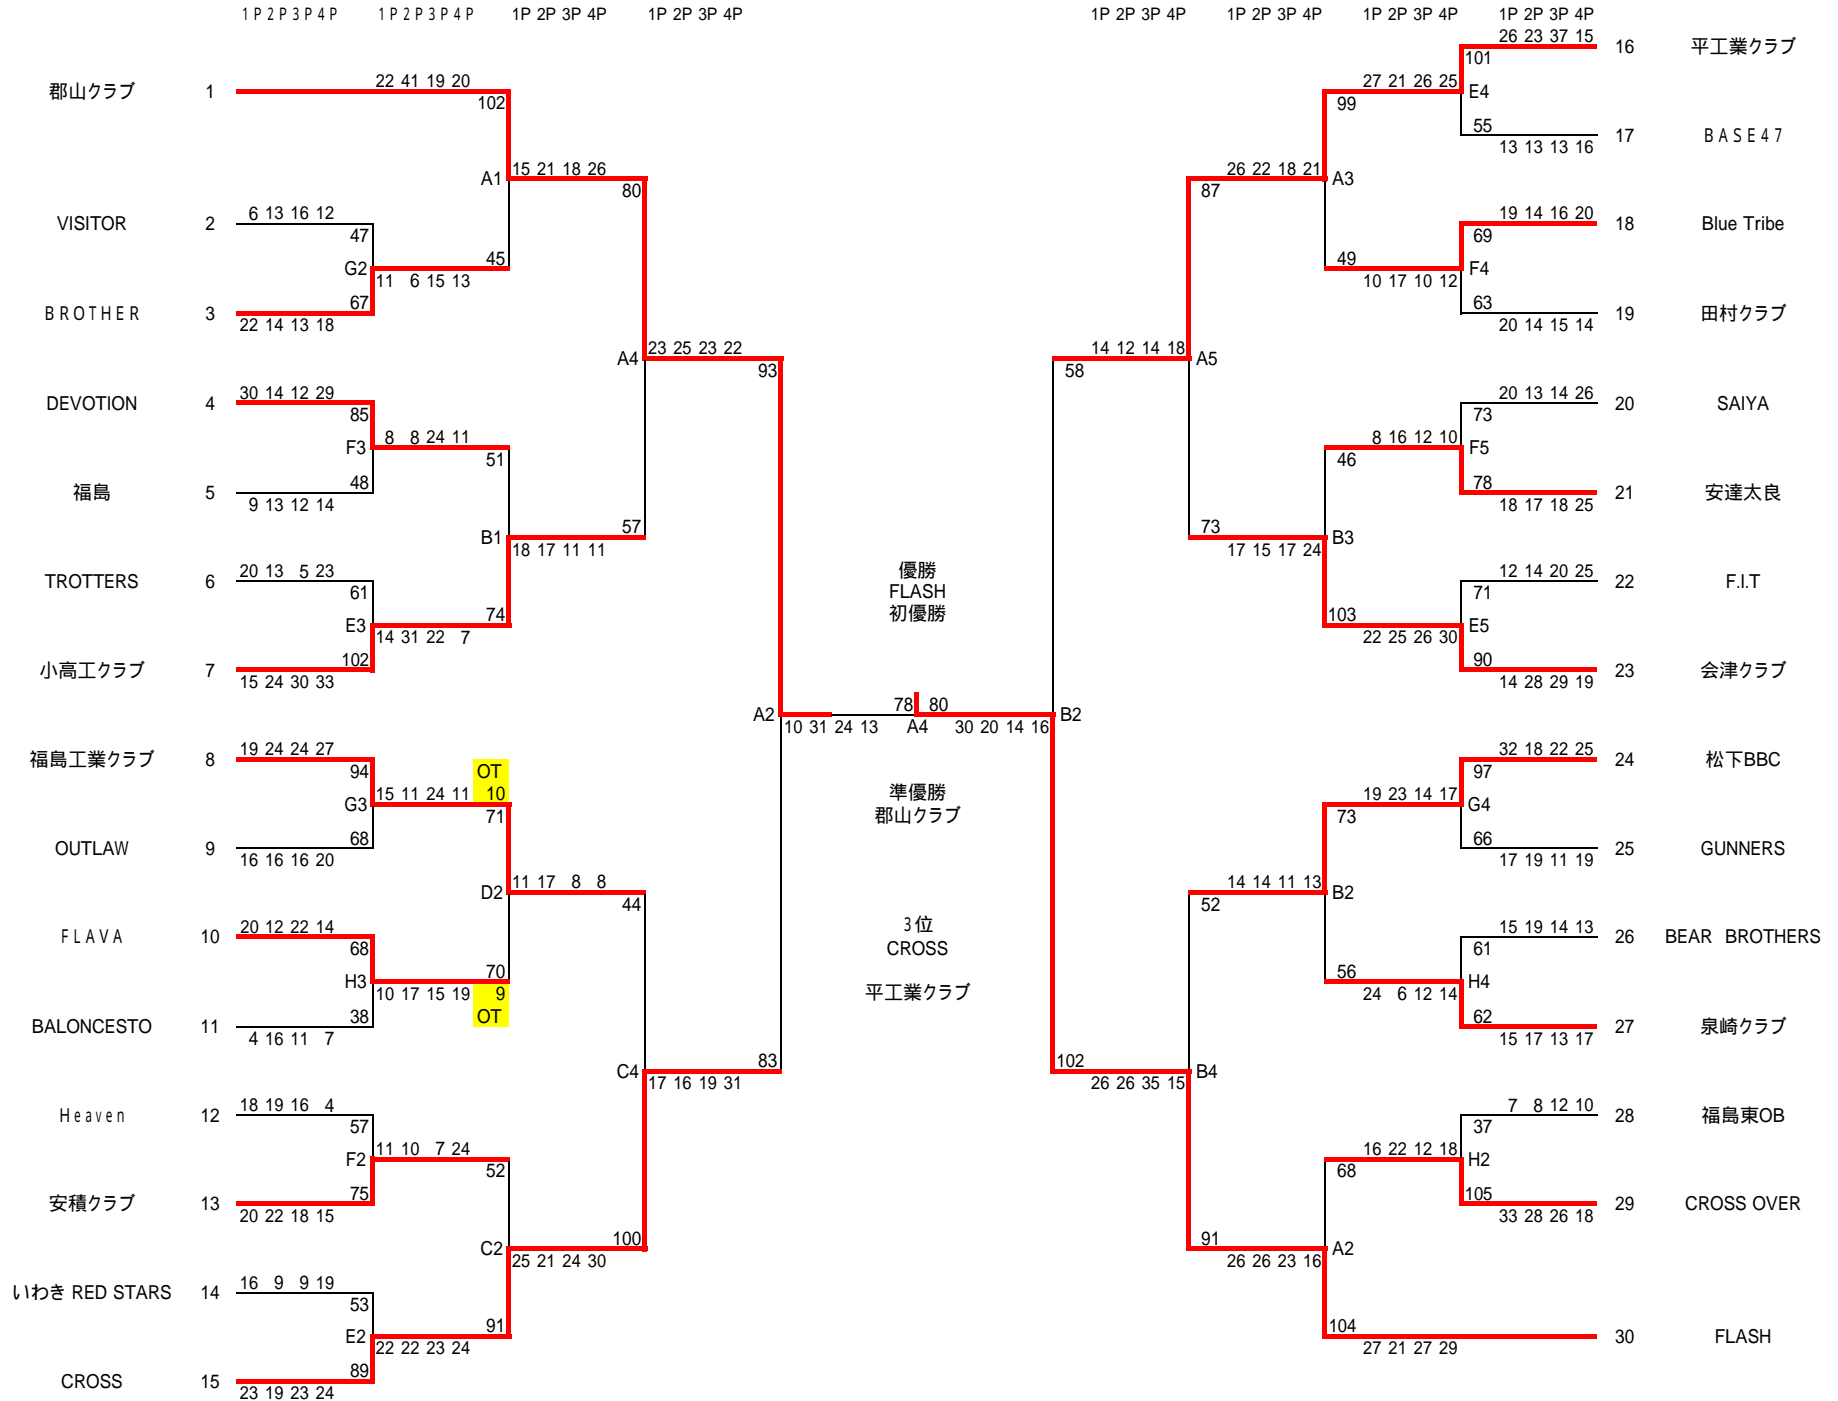 1P 2P 3P 4P 1P 2P 3P 4P 1P 2P 3P 4P 1P 2P 3P 4P 1P 2P 3P 4P 1P 2P 3P 4P 1P 2P 3P 4P 1P 2P 3P 4P
26 23 37 15
16 平工業クラブ
101
22 41 19 20
27 21 26 25
郡山クラブ 1
102
99
E4
55
17 BASE47
13 13 13 16
15 21 18 26
26 22 18 21
A1
80
87
A3
6 13 16 12
19 14 16 20
VISITOR 2
18 Blue Tribe
47
69
45
49
G2
11 6 15 13
10 17 10 12
F4
67
63
BROTHER 3
19 田村クラブ
22 14 13 18
20 14 15 14
23 25 23 22
14 12 14 18
A4
93
58
A5
30 14 12 29
20 13 14 26
DEVOTION 4
20 SAIYA
85
73
8 8 24 11
8 16 12 10
F3
51
46
F5
48
78
福島 5
21 安達太良
9 13 12 14
18 17 18 25
57
73
B1
18 17 11 11
17 15 17 24
B3
優勝
20 13 5 23
12 14 20 25
TROTTERS 6
FLASH
22 F.I.T
61
71
初優勝
74
103
E3
14 31 22 7
22 25 26 30
E5
102
90
小高工クラブ 7
23 会津クラブ
15 24 30 33
14 28 29 19
78 80
A2
10 31 24 13
A4
30 20 14 16
B2
19 24 24 27
32 18 22 25
福島工業クラブ 8
24 松下BBC
94
OT
97
15 11 24 11 10
準優勝
19 23 14 17
G3
71
郡山クラブ
73
G4
68
66
OUTLAW 9
25 GUNNERS
16 16 16 20
17 19 11 19
11 17 8 8
14 14 11 13
D2
44
52
B2
20 12 22 14
3位
15 19 14 13
FLAVA 10
CROSS
26 BEAR BROTHERS
68
61
70
56
H3
10 17 15 19 9
平工業クラブ
24 6 12 14
H4
38
OT
62
BALONCESTO 11
27 泉崎クラブ
4 16 11 7
15 17 13 17
83
102
C4
17 16 19 31
26 26 35 15
B4
18 19 16 4
7 8 12 10
Heaven 12
28 福島東OB
57
37
11 10 7 24
16 22 12 18
F2
52
68
H2
75
105
安積クラブ 13
29 CROSS OVER
20 22 18 15
33 28 26 18
100
91
C2
25 21 24 30
26 26 23 16
A2
16 9 9 19
いわき RED STARS 14
53
91
104
E2
22 22 23 24
27 21 27 29
30 FLASH
89
CROSS 15
23 19 23 24